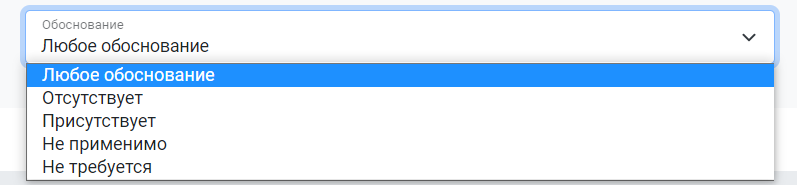 Обоснование
Любое обоснование
Любое обоснование
Отсутствует
Присутствует
Не применимо
Не требуется